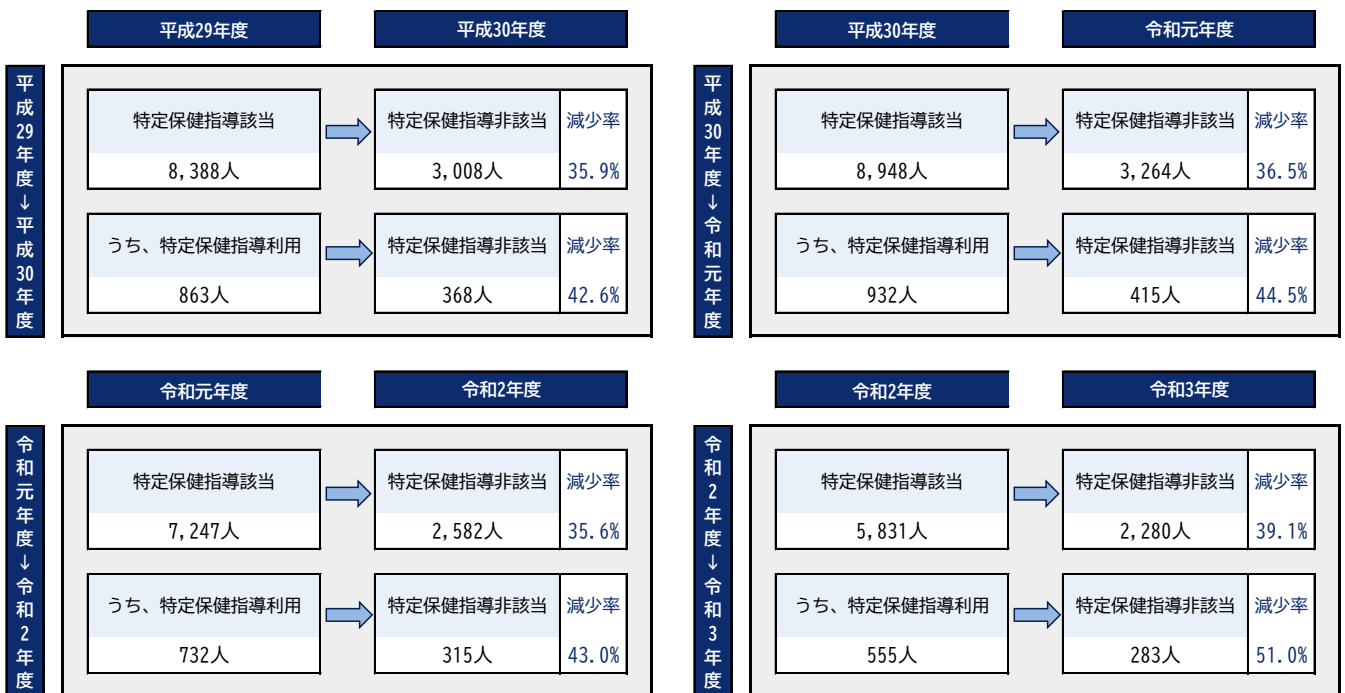 平成29年度
平成30年度
平成29年度↓平成30年度
特定保健指導該当
特定保健指導非該当
減少率
8,388人
3,008人
35.9%
うち、特定保健指導利用
特定保健指導非該当
減少率
863人
368人
42.6%
平成30年度
令和元年度
平成30年度↓令和元年度
特定保健指導該当
特定保健指導非該当
減少率
8,948人
3,264人
36.5%
うち、特定保健指導利用
特定保健指導非該当
減少率
932人
415人
44.5%
令和元年度
令和2年度
令和元年度↓令和2年度
特定保健指導該当
特定保健指導非該当
減少率
7,247人
2,582人
35.6%
うち、特定保健指導利用
特定保健指導非該当
減少率
732人
315人
43.0%
令和2年度
令和3年度
令和2年度↓令和3年度
特定保健指導該当
特定保健指導非該当
減少率
5,831人
2,280人
39.1%
うち、特定保健指導利用
特定保健指導非該当
減少率
555人
283人
51.0%